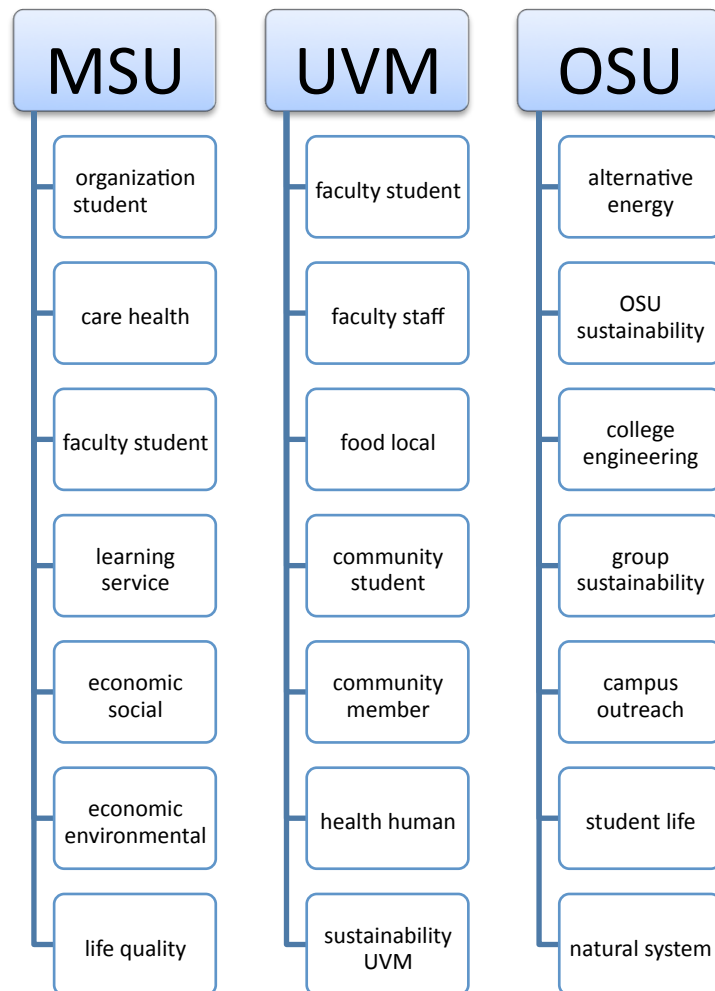 MSU
organization
student
care health
faculty student
learning
service
economic
social
economic
environmental
life quality
UVM
faculty student
faculty staff
food local
community
student
community
member
health human
sustainability
UVM
OSU
alternative
energy
OSU
sustainability
college
engineering
group
sustainability
campus
outreach
student life
natural system